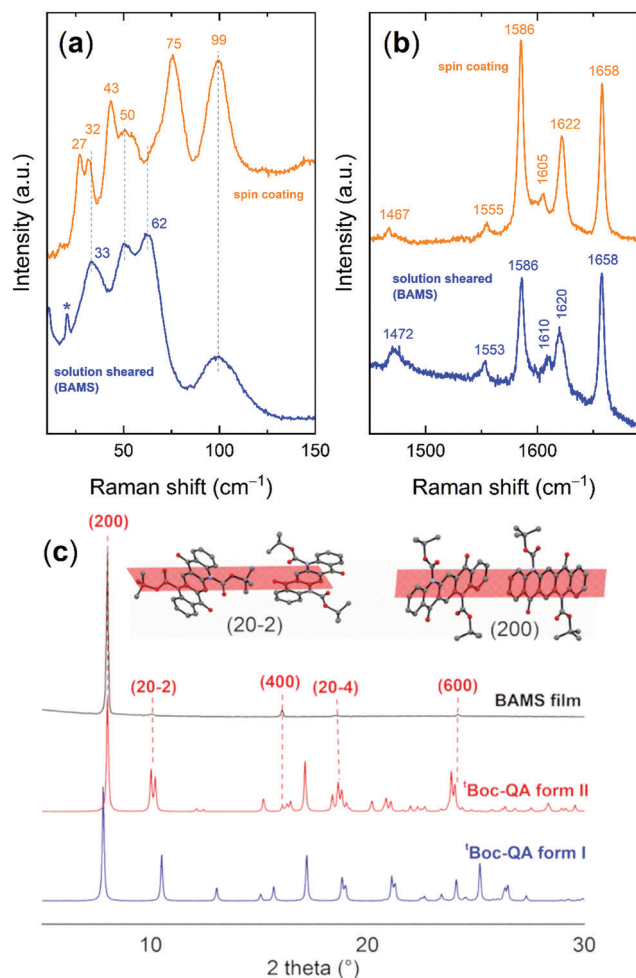 (a)
27
32
43
50
75
99
spin coating
33
62
*
solution sheared
(BAMS)
Intensity (a.u.)
50
100
150
Raman shift (cm⁻¹)
(b)
1586
spin coating
1658
1622
1605
1555
1467
solution sheared
(BAMS)
1586
1658
1620
1610
1553
1472
Intensity (a.u.)
1500
1600
Raman shift (cm⁻¹)
(c)
(200)
(20-2)
(200)
(20-2)
(400)
(20-4)
(600)
BAMS film
ᵗBoc-QA form II
ᵗBoc-QA form I
10
20
30
2 theta (°)